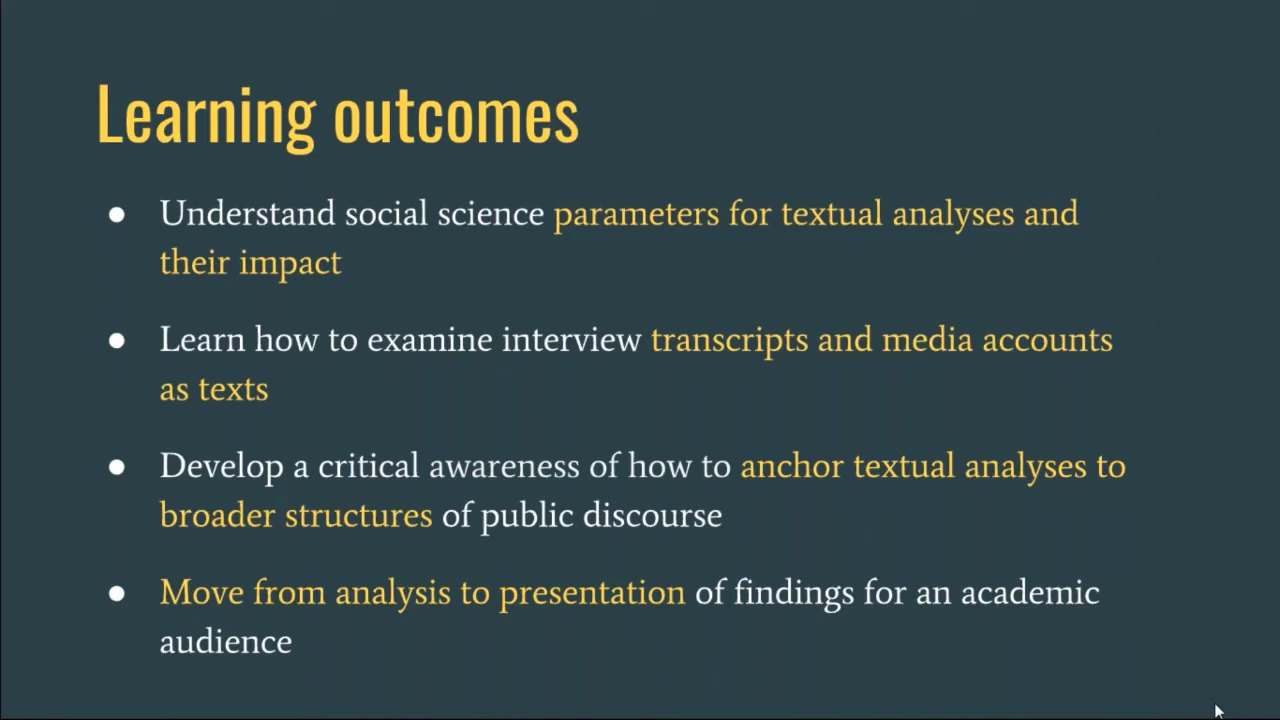 Learning outcomes
● Understand social science parameters for textual analyses and
their impact
● Learn how to examine interview transcripts and media accounts
as texts
● Develop a critical awareness of how to anchor textual analyses to
broader structures of public discourse
● Move from analysis to presentation of findings for an academic
audience